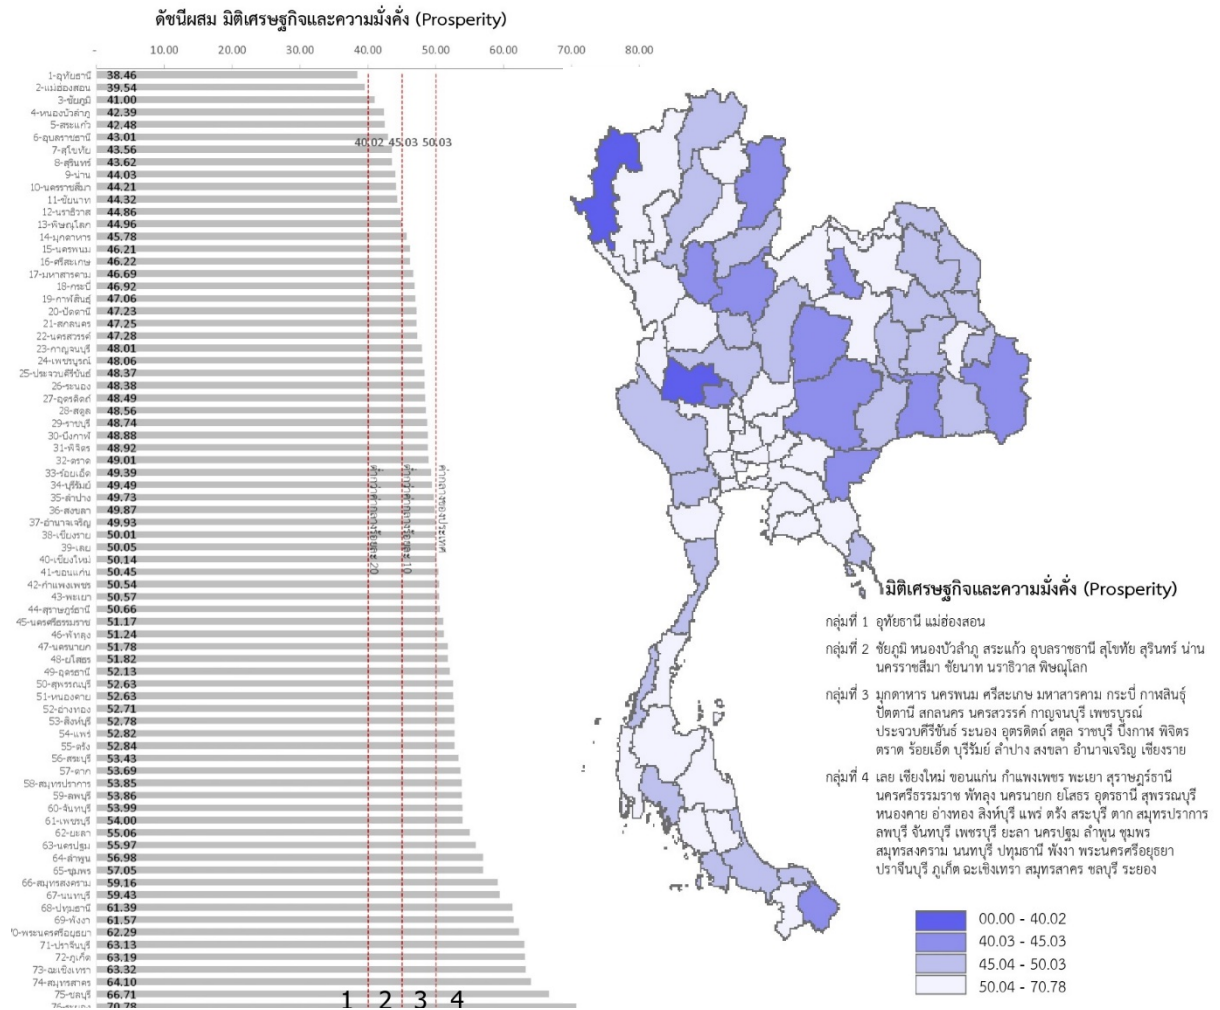 ดัชนีผสม มิติเศรษฐกิจและความมั่งคั่ง (Prosperity)
- 10.00 20.00 30.00 40.00 50.00 60.00 70.00 80.00
1-อุทัยธานี 38.46
2-แม่ฮ่องสอน 39.54
3-ชัยภูมิ 41.00
4-หนองบัวลำภู 42.39
5-สระแก้ว 42.48
6-อุบลราชธานี 43.01
40.02 45.03 50.03
7-สุโขทัย 43.56
8-สุรินทร์ 43.62
9-น่าน 44.03
10-นครราชสีมา 44.21
11-ชัยนาท 44.32
12-นราธิวาส 44.86
13-พิษณุโลก 44.96
14-มุกดาหาร 45.78
15-นครพนม 46.21
16-ศรีสะเกษ 46.22
17-มหาสารคาม 46.69
18-กระบี่ 46.92
19-กาฬสินธุ์ 47.06
20-ปัตตานี 47.23
21-สกลนคร 47.25
22-นครสวรรค์ 47.28
23-กาญจนบุรี 48.01
24-เพชรบูรณ์ 48.06
25-ประจวบคีรีขันธ์ 48.37
26-ระนอง 48.38
27-อุตรดิตถ์ 48.49
28-สตูล 48.56
29-ราชบุรี 48.74
30-บึงกาฬ 48.88
31-พิจิตร 48.92
32-ตราด 49.01
33-ร้อยเอ็ด 49.39
34-บุรีรัมย์ 49.49
35-ลำปาง 49.73
36-สงขลา 49.87
37-อำนาจเจริญ 49.93
38-เชียงราย 50.01
39-เลย 50.05
40-เชียงใหม่ 50.14
41-ขอนแก่น 50.45
42-กำแพงเพชร 50.54
43-พะเยา 50.57
44-สุราษฎร์ธานี 50.66
45-นครศรีธรรมราช 51.17
46-พัทลุง 51.24
47-นครนายก 51.78
48-ยโสธร 51.82
49-อุดรธานี 52.13
50-สุพรรณบุรี 52.63
51-หนองคาย 52.63
52-อ่างทอง 52.71
53-สิงห์บุรี 52.78
54-แพร่ 52.82
55-ตรัง 52.84
56-สระบุรี 53.43
57-ตาก 53.69
58-สมุทรปราการ 53.85
59-ลพบุรี 53.86
60-จันทบุรี 53.99
61-เพชรบุรี 54.00
62-ยะลา 55.06
63-นครปฐม 55.97
64-ลำพูน 56.98
65-ชุมพร 57.05
66-สมุทรสงคราม 59.16
67-นนทบุรี 59.43
68-ปทุมธานี 61.39
69-พังงา 61.57
0-พระนครศรีอยุธยา 62.29
71-ปราจีนบุรี 63.13
72-ภูเก็ต 63.19
73-ฉะเชิงเทรา 63.32
74-สมุทรสาคร 64.10
75-ชลบุรี 66.71
76-ระยอง 70.78
ต่ำกว่าค่ากลางร้อยละ 20
ต่ำกว่าค่ากลางร้อยละ 10
ค่ากลางของประเทศ
1 2 3 4
มิติเศรษฐกิจและความมั่งคั่ง (Prosperity)
กลุ่มที่ 1 อุทัยธานี แม่ฮ่องสอน
กลุ่มที่ 2 ชัยภูมิ หนองบัวลำภู สระแก้ว อุบลราชธานี สุโขทัย สุรินทร์ น่าน
นครราชสีมา ชัยนาท นราธิวาส พิษณุโลก
กลุ่มที่ 3 มุกดาหาร นครพนม ศรีสะเกษ มหาสารคาม กระบี่ กาฬสินธุ์
ปัตตานี สกลนคร นครสวรรค์ กาญจนบุรี เพชรบูรณ์
ประจวบคีรีขันธ์ ระนอง อุตรดิตถ์ สตูล ราชบุรี บึงกาฬ พิจิตร
ตราด ร้อยเอ็ด บุรีรัมย์ ลำปาง สงขลา อำนาจเจริญ เชียงราย
กลุ่มที่ 4 เลย เชียงใหม่ ขอนแก่น กำแพงเพชร พะเยา สุราษฎร์ธานี
นครศรีธรรมราช พัทลุง นครนายก ยโสธร อุดรธานี สุพรรณบุรี
หนองคาย อ่างทอง สิงห์บุรี แพร่ ตรัง สระบุรี ตาก สมุทรปราการ
ลพบุรี จันทบุรี เพชรบุรี ยะลา นครปฐม ลำพูน ชุมพร
สมุทรสงคราม นนทบุรี ปทุมธานี พังงา พระนครศรีอยุธยา
ปราจีนบุรี ภูเก็ต ฉะเชิงเทรา สมุทรสาคร ชลบุรี ระยอง
00.00 - 40.02
40.03 - 45.03
45.04 - 50.03
50.04 - 70.78